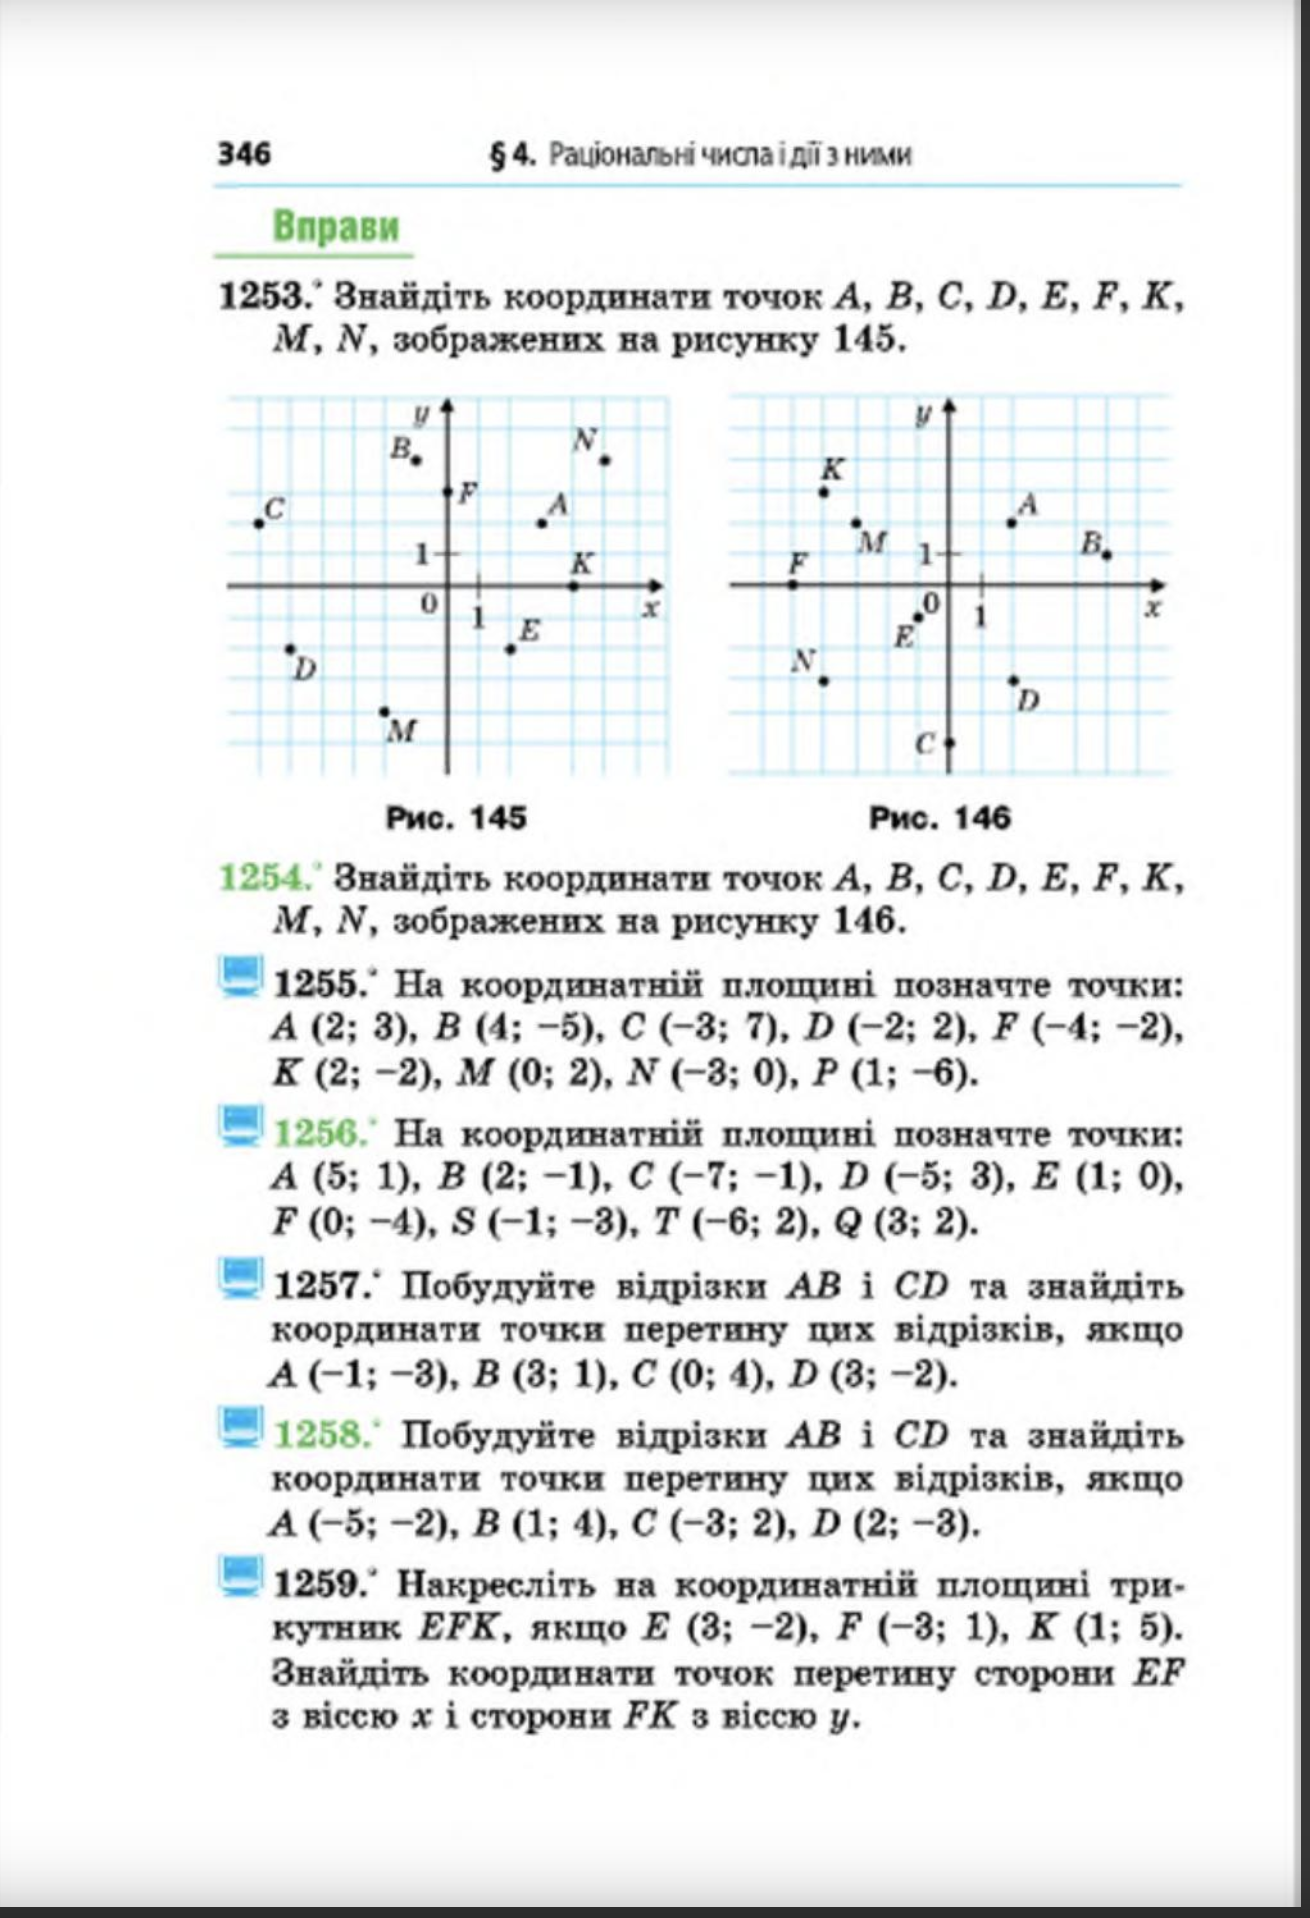 346 § 4. Раціональні числа і дії з ними
Вправи
1253.° Знайдіть координати точок A, B, C, D, E, F, K,
M, N, зображених на рисунку 145.
y
B
N
F
C
A
1
K
0
1
x
E
D
M
y
K
A
M
1
B
F
0
1
x
E
N
D
C
Рис. 145 Рис. 146
1254.° Знайдіть координати точок A, B, C, D, E, F, K,
M, N, зображених на рисунку 146.
1255.° На координатній площині позначте точки:
A (2; 3), B (4; −5), C (−3; 7), D (−2; 2), F (−4; −2),
K (2; −2), M (0; 2), N (−3; 0), P (1; −6).
1256.° На координатній площині позначте точки:
A (5; 1), B (2; −1), C (−7; −1), D (−5; 3), E (1; 0),
F (0; −4), S (−1; −3), T (−6; 2), Q (3; 2).
1257.° Побудуйте відрізки AB і CD та знайдіть
координати точки перетину цих відрізків, якщо
A (−1; −3), B (3; 1), C (0; 4), D (3; −2).
1258.° Побудуйте відрізки AB і CD та знайдіть
координати точки перетину цих відрізків, якщо
A (−5; −2), B (1; 4), C (−3; 2), D (2; −3).
1259.° Накресліть на координатній площині три-
кутник EFK, якщо E (3; −2), F (−3; 1), K (1; 5).
Знайдіть координати точок перетину сторони EF
з віссю x і сторони FK з віссю y.